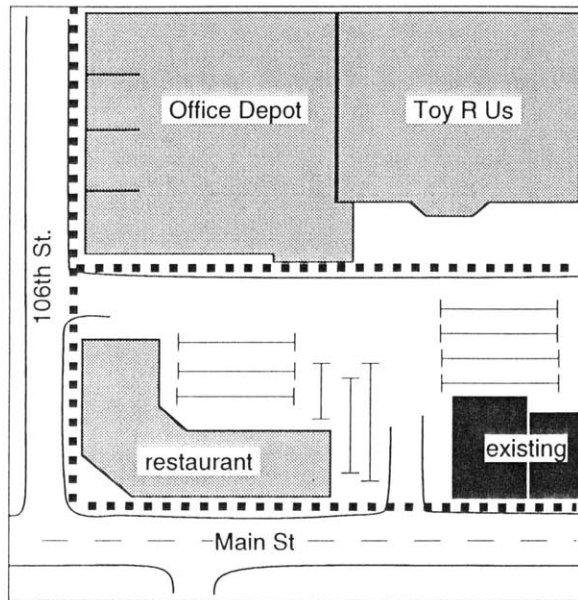 Office Depot
Toy R Us
106th St.
restaurant
existing
Main St